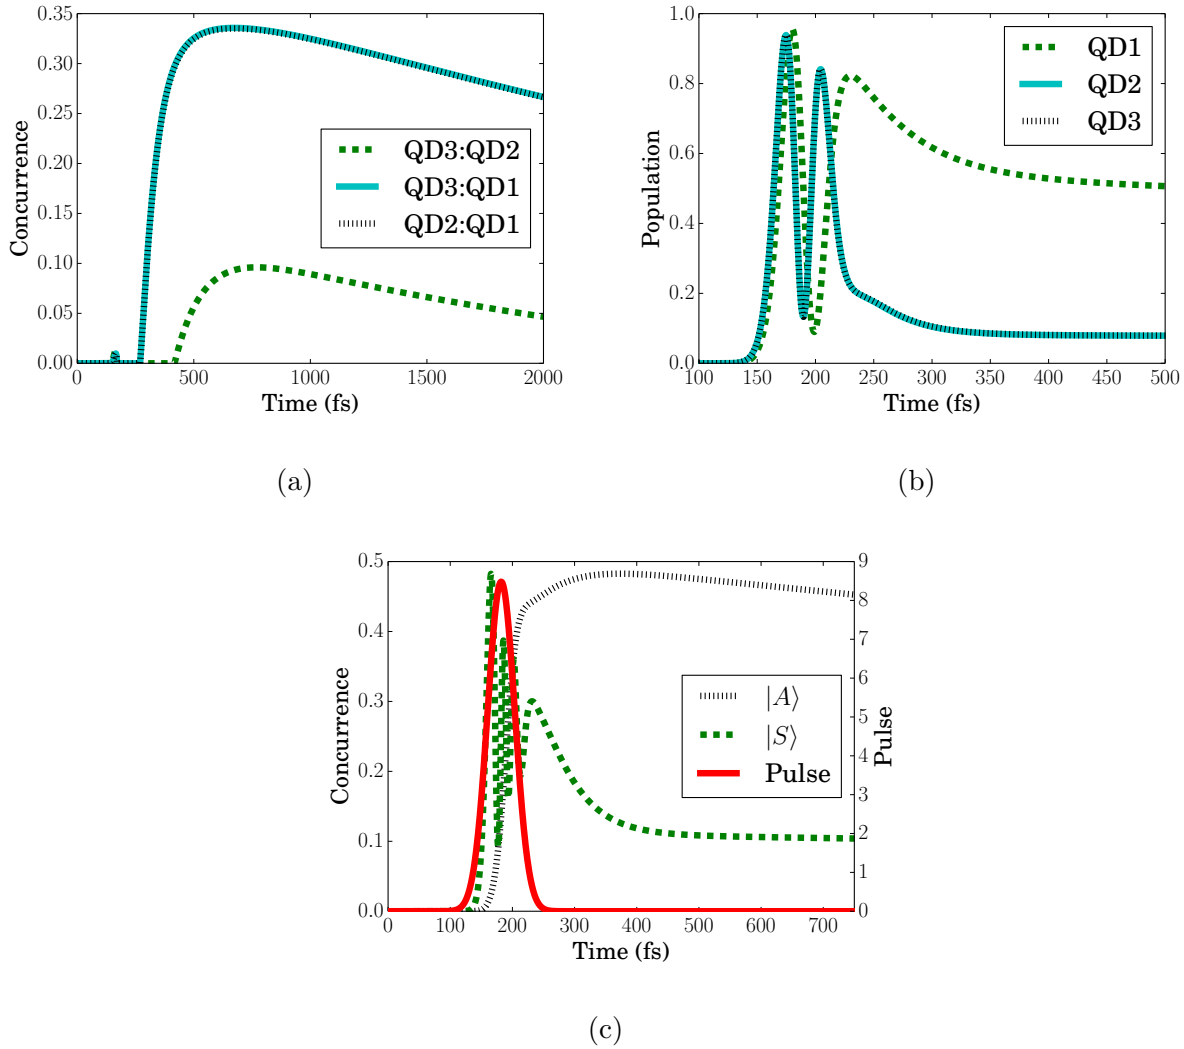 0.35
0.30
0.25
0.20
0.15
0.10
0.05
0.00
Concurrence
QD3:QD2
QD3:QD1
QD2:QD1
0 500 1000 1500 2000
Time (fs)
(a)
1.0
0.8
0.6
0.4
0.2
0.0
Population
QD1
QD2
QD3
100 150 200 250 300 350 400 450 500
Time (fs)
(b)
0.5
0.4
0.3
0.2
0.1
0.0
Concurrence
|A⟩
|S⟩
Pulse
9
8
7
6
5
4
3
2
1
0
Pulse
0 100 200 300 400 500 600 700
Time (fs)
(c)